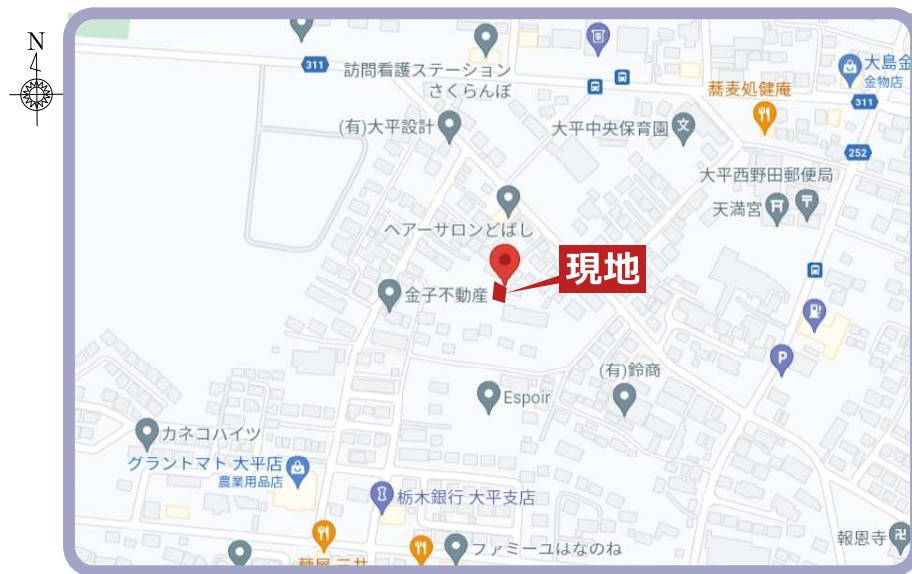 N
311
訪問看護ステーション
さくらんぼ
大島金
金物店
蕎麦処健庵
311
(有)大平設計
大平中央保育園
文
252
大平西野田郵便局
天満宮
ヘアーサロンどばし
現地
金子不動産
P
(有)鈴商
Espoir
カネコハイツ
グラントマト 大平店
農業用品店
栃木銀行 大平支店
ファミーユはなのね
報恩寺